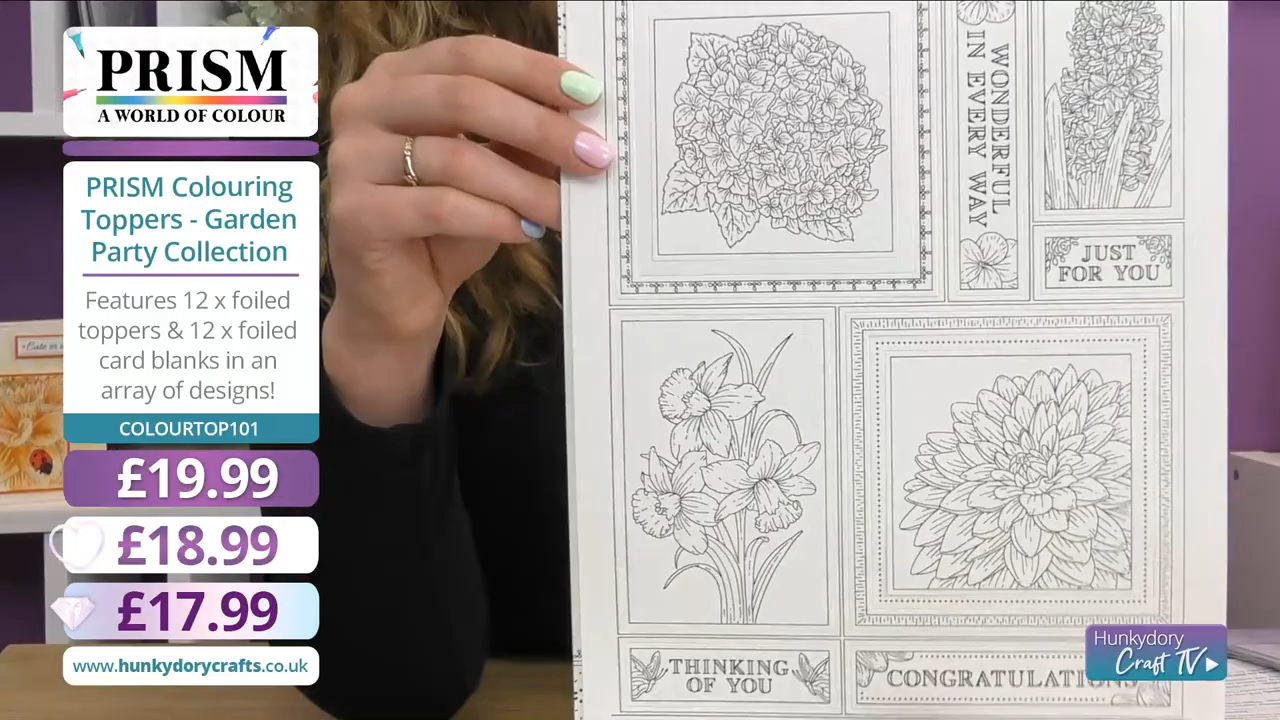 PRISM
A WORLD OF COLOUR
PRISM Colouring
Toppers - Garden
Party Collection
Features 12 x foiled
toppers & 12 x foiled
card blanks in an
array of designs!
COLOURTOP101
£19.99
£18.99
£17.99
www.hunkydorycrafts.co.uk
WONDERFUL
IN EVERY WAY
JUST
FOR YOU
THINKING
OF YOU
CONGRATULATIONS
Hunkydory
Craft TV